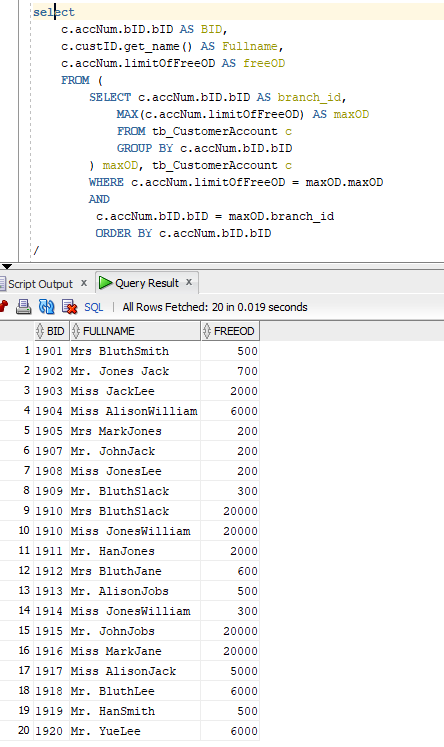 select
c.accNum.bID.bID AS BID,
c.custID.get_name() AS Fullname,
c.accNum.limitOfFreeOD AS freeOD
FROM (
SELECT c.accNum.bID.bID AS branch_id,
MAX(c.accNum.limitOfFreeOD) AS maxOD
FROM tb_CustomerAccount c
GROUP BY c.accNum.bID.bID
) maxOD, tb_CustomerAccount c
WHERE c.accNum.limitOfFreeOD = maxOD.maxOD
AND
c.accNum.bID.bID = maxOD.branch_id
ORDER BY c.accNum.bID.bID
/
Script Output x Query Result x
SQL | All Rows Fetched: 20 in 0.019 seconds
BID FULLNAME FREEOD
1 1901 Mrs BluthSmith 500
2 1902 Mr. Jones Jack 700
3 1903 Miss JackLee 2000
4 1904 Miss AlisonWilliam 6000
5 1905 Mrs MarkJones 200
6 1907 Mr. JohnJack 200
7 1908 Miss JonesLee 200
8 1909 Mr. BluthSlack 300
9 1910 Mrs BluthSlack 20000
10 1910 Miss JonesWilliam 20000
11 1911 Mr. HanJones 2000
12 1912 Mrs BluthJane 600
13 1913 Mr. AlisonJobs 500
14 1914 Miss JonesWilliam 300
15 1915 Mr. JohnJobs 20000
16 1916 Miss MarkJane 20000
17 1917 Miss AlisonJack 5000
18 1918 Mr. BluthLee 6000
19 1919 Mr. HanSmith 500
20 1920 Mr. YueLee 6000